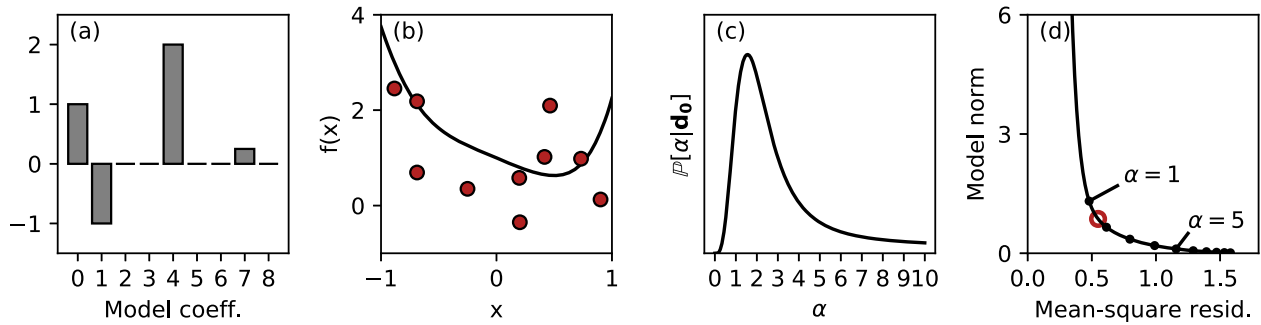 (a)
2
1
0
−1
0 1 2 3 4 5 6 7 8
Model coeff.
(b)
f(x)
4
2
0
−1 0 1
x
(c)
ℙ[α|d₀]
0 1 2 3 4 5 6 7 8 9 10
α
(d)
Model norm
6
3
0
α = 1
α = 5
0.0 0.5 1.0 1.5
Mean-square resid.